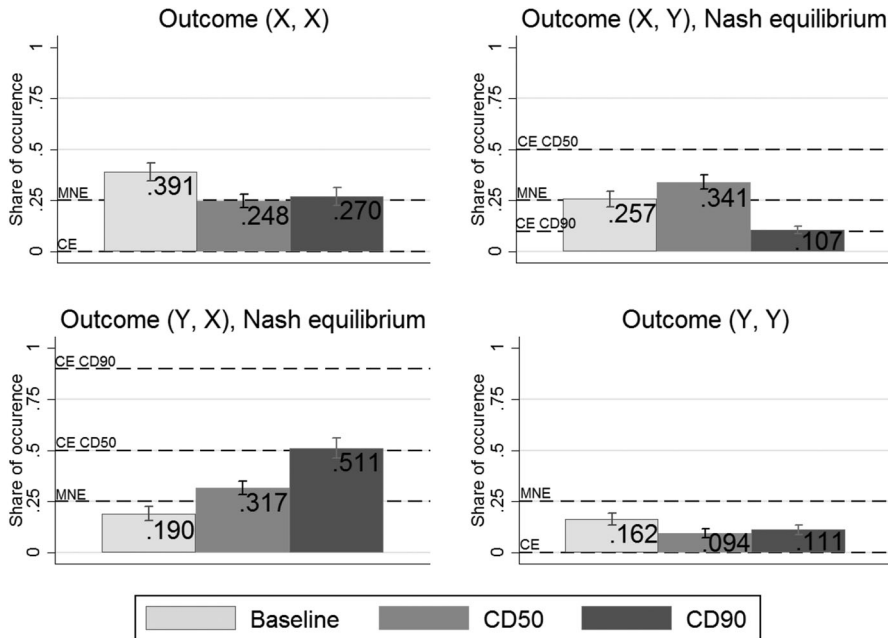 Outcome (X, X)
Share of occurence
0 .25 .5 .75 1
MNE
CE
.391
.248
.270
Outcome (X, Y), Nash equilibrium
Share of occurence
0 .25 .5 .75 1
CE CD50
MNE
CE CD90
.257
.341
.107
Outcome (Y, X), Nash equilibrium
Share of occurence
0 .25 .5 .75 1
CE CD90
CE CD50
MNE
.190
.317
.511
Outcome (Y, Y)
Share of occurence
0 .25 .5 .75 1
MNE
CE
.162
.094
.111
Baseline CD50 CD90